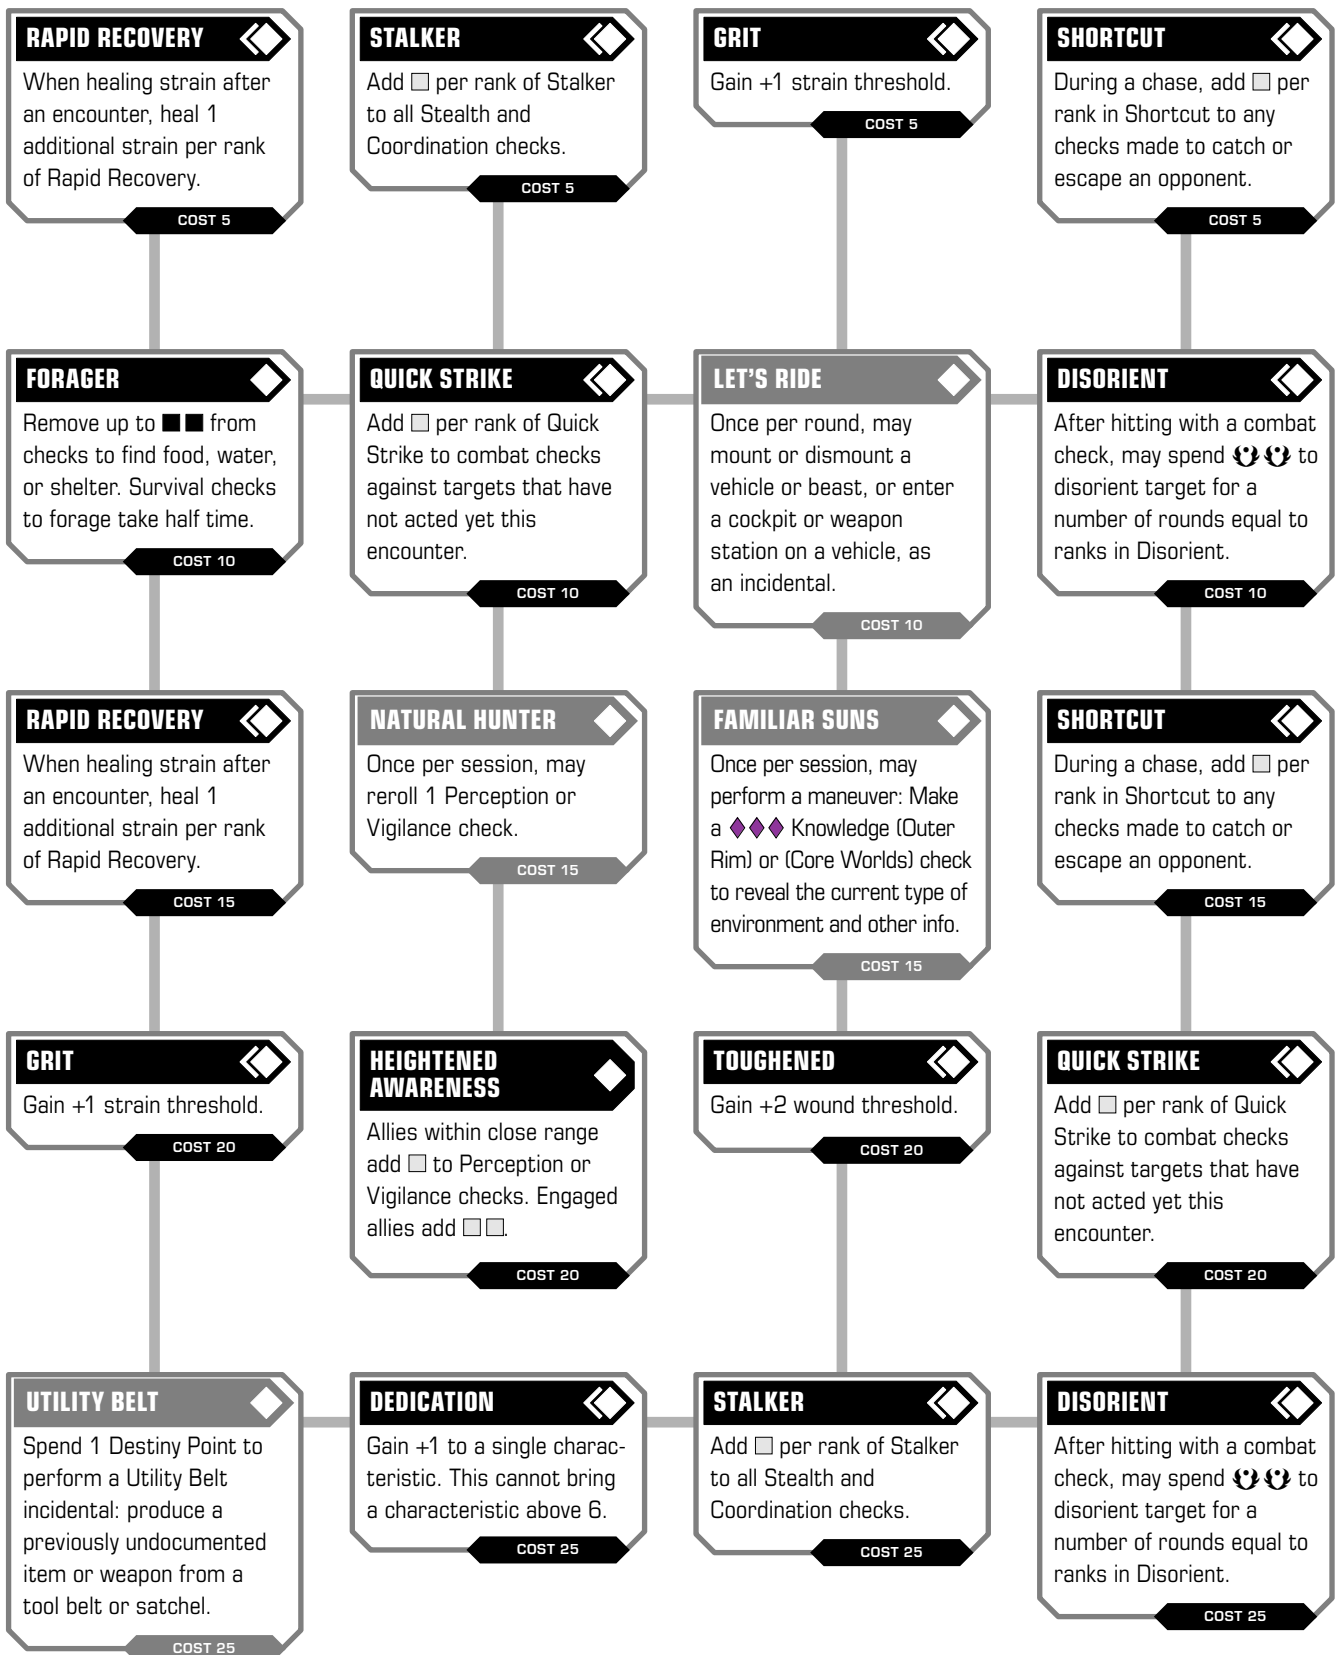 RAPID RECOVERY
When healing strain after
an encounter, heal 1
additional strain per rank
of Rapid Recovery.
COST 5
STALKER
Add per rank of Stalker
to all Stealth and
Coordination checks.
COST 5
GRIT
Gain +1 strain threshold.
COST 5
SHORTCUT
During a chase, add per
rank in Shortcut to any
checks made to catch or
escape an opponent.
COST 5
FORAGER
Remove up to from
checks to find food, water,
or shelter. Survival checks
to forage take half time.
COST 10
QUICK STRIKE
Add per rank of Quick
Strike to combat checks
against targets that have
not acted yet this
encounter.
COST 10
LET'S RIDE
Once per round, may
mount or dismount a
vehicle or beast, or enter
a cockpit or weapon
station on a vehicle, as
an incidental.
COST 10
DISORIENT
After hitting with a combat
check, may spend to
disorient target for a
number of rounds equal to
ranks in Disorient.
COST 10
RAPID RECOVERY
When healing strain after
an encounter, heal 1
additional strain per rank
of Rapid Recovery.
COST 15
NATURAL HUNTER
Once per session, may
reroll 1 Perception or
Vigilance check.
COST 15
FAMILIAR SUNS
Once per session, may
perform a maneuver: Make
a Knowledge (Outer
Rim) or (Core Worlds) check
to reveal the current type of
environment and other info.
COST 15
SHORTCUT
During a chase, add per
rank in Shortcut to any
checks made to catch or
escape an opponent.
COST 15
GRIT
Gain +1 strain threshold.
COST 20
HEIGHTENED
AWARENESS
Allies within close range
add to Perception or
Vigilance checks. Engaged
allies add .
COST 20
TOUGHENED
Gain +2 wound threshold.
COST 20
QUICK STRIKE
Add per rank of Quick
Strike to combat checks
against targets that have
not acted yet this
encounter.
COST 20
UTILITY BELT
Spend 1 Destiny Point to
perform a Utility Belt
incidental: produce a
previously undocumented
item or weapon from a
tool belt or satchel.
COST 25
DEDICATION
Gain +1 to a single charac-
teristic. This cannot bring
a characteristic above 6.
COST 25
STALKER
Add per rank of Stalker
to all Stealth and
Coordination checks.
COST 25
DISORIENT
After hitting with a combat
check, may spend to
disorient target for a
number of rounds equal to
ranks in Disorient.
COST 25